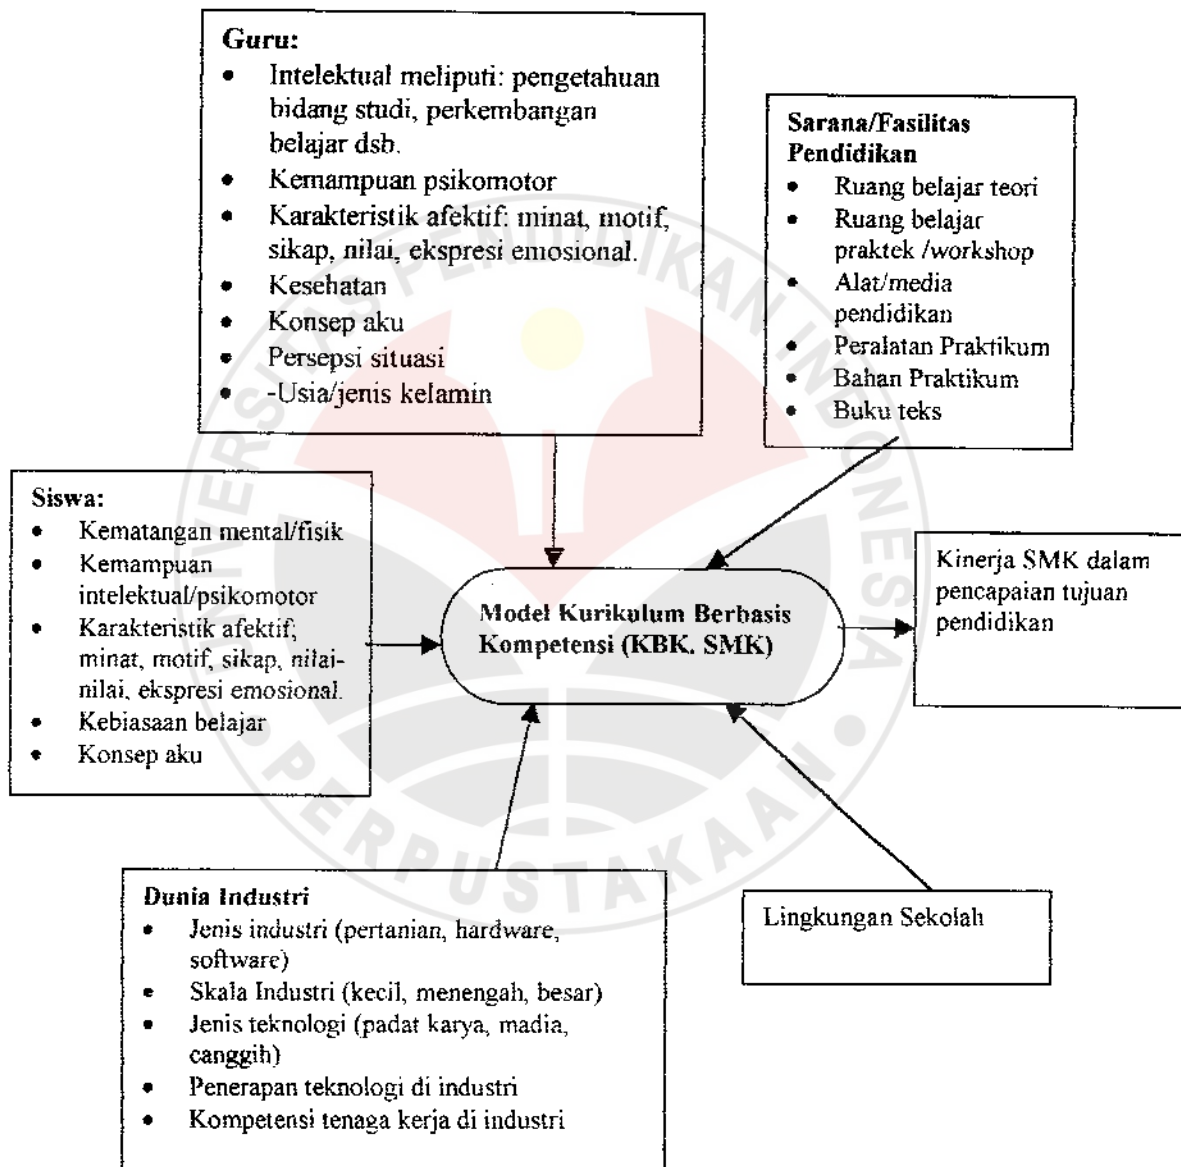 Guru:
• Intelektual meliputi: pengetahuan
bidang studi, perkembangan
belajar dsb.
• Kemampuan psikomotor
• Karakteristik afektif: minat, motif,
sikap, nilai, ekspresi emosional.
• Kesehatan
• Konsep aku
• Persepsi situasi
• -Usia/jenis kelamin
Sarana/Fasilitas
Pendidikan
• Ruang belajar teori
• Ruang belajar
praktek /workshop
• Alat/media
pendidikan
• Peralatan Praktikum
• Bahan Praktikum
• Buku teks
Siswa:
• Kematangan mental/fisik
• Kemampuan
intelektual/psikomotor
• Karakteristik afektif;
minat, motif, sikap, nilai-
nilai, ekspresi emosional.
• Kebiasaan belajar
• Konsep aku
Model Kurikulum Berbasis
Kompetensi (KBK. SMK)
Kinerja SMK dalam
pencapaian tujuan
pendidikan
Dunia Industri
• Jenis industri (pertanian, hardware,
software)
• Skala Industri (kecil, menengah, besar)
• Jenis teknologi (padat karya, madia,
canggih)
• Penerapan teknologi di industri
• Kompetensi tenaga kerja di industri
Lingkungan Sekolah
UNIVERSITAS PENDIDIKAN INDONESIA
PERPUSTAKAAN